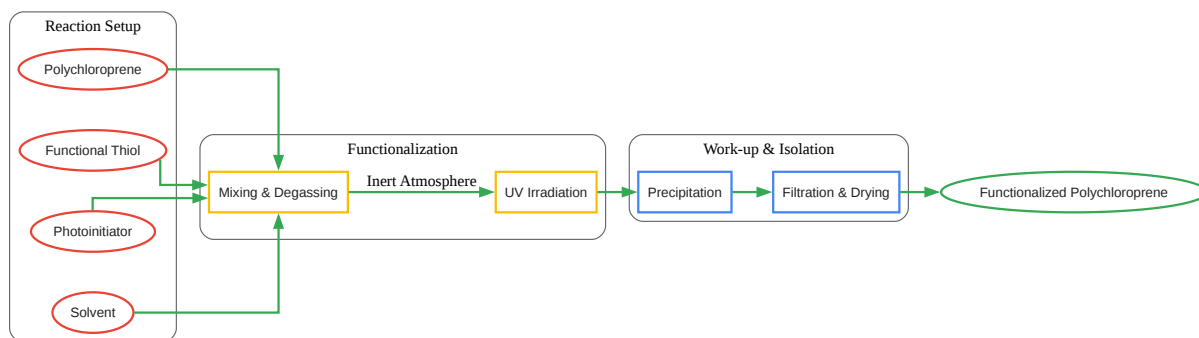 Reaction Setup
Polychloroprene
Functional Thiol
Photoinitiator
Solvent
Functionalization
Mixing & Degassing
Inert Atmosphere
UV Irradiation
Work-up & Isolation
Precipitation
Filtration & Drying
Functionalized Polychloroprene